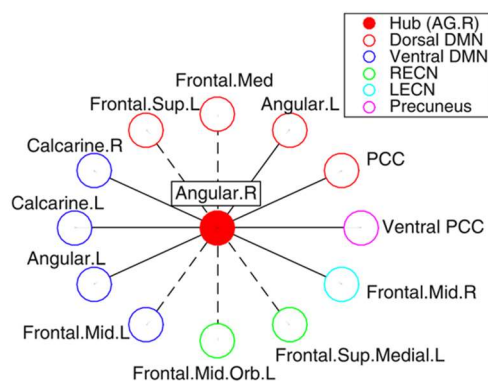 Hub (AG.R)
Dorsal DMN
Ventral DMN
RECN
LECN
Precuneus
Frontal.Med
Frontal.Sup.L
Angular.L
Calcarine.R
PCC
Angular.R
Calcarine.L
Ventral PCC
Angular.L
Frontal.Mid.R
Frontal.Mid.L
Frontal.Sup.Medial.L
Frontal.Mid.Orb.L